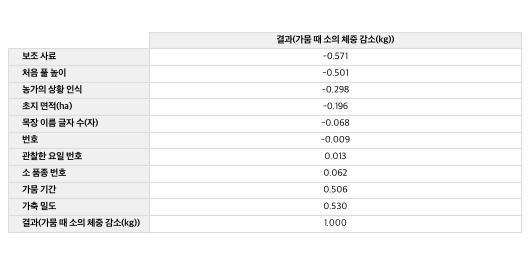 결과(가뭄 때 소의 체중 감소(kg))
보조 사료 -0.571
처음 풀 높이 -0.501
농가의 상황 인식 -0.298
초지 면적(ha) -0.196
목장 이름 글자 수(자) -0.068
번호 -0.009
관찰한 요일 번호 0.013
소 품종 번호 0.062
가뭄 기간 0.506
가축 밀도 0.530
결과(가뭄 때 소의 체중 감소(kg)) 1.000